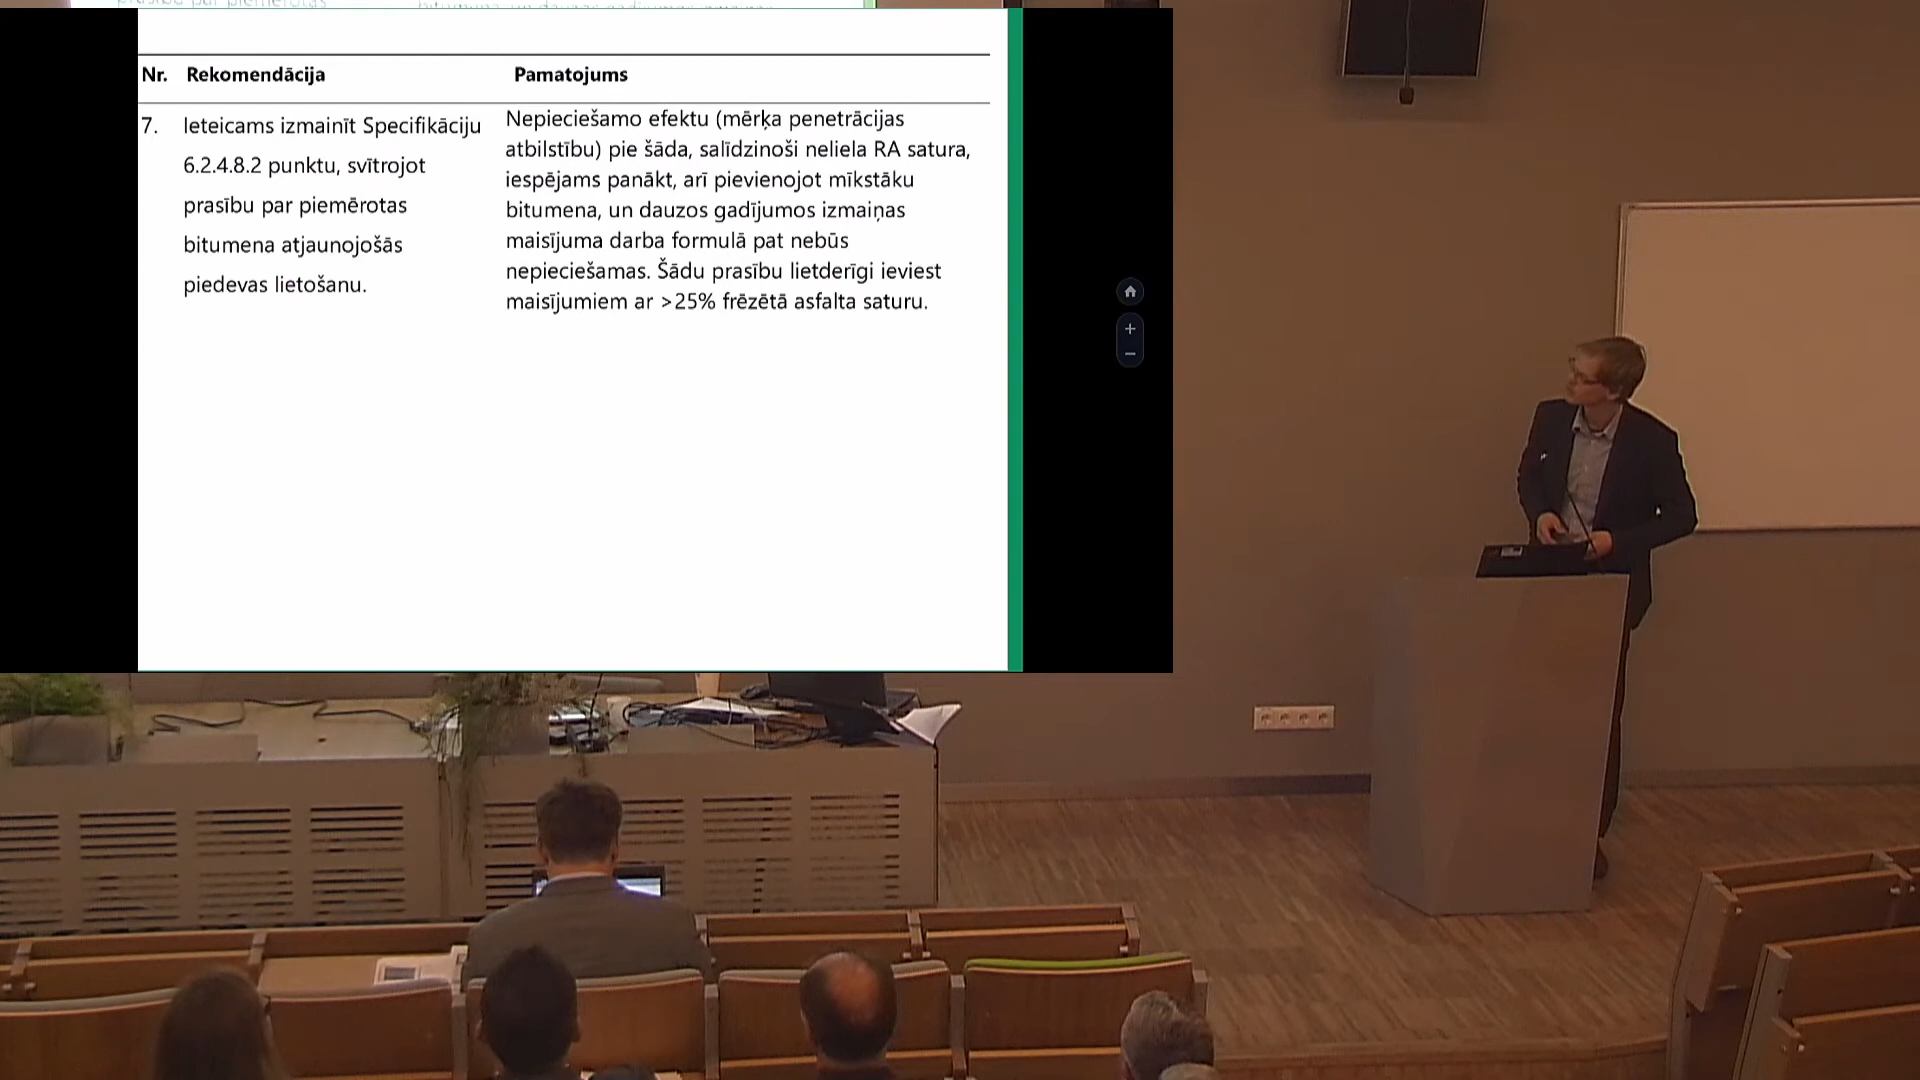 Nr. Rekomendācija Pamatojums
7. Ieteicams izmainīt Specifikāciju
6.2.4.8.2 punktu, svītrojot
prasību par piemērotas
bitumena atjaunojošās
piedevas lietošanu.
Nepieciešamo efektu (mērķa penetrācijas
atbilstību) pie šāda, salīdzinoši neliela RA satura,
iespējams panākt, arī pievienojot mīkstāku
bitumena, un dauzos gadījumos izmaiņas
maisījuma darba formulā pat nebūs
nepieciešamas. Šādu prasību lietderīgi ieviest
maisījumiem ar >25% frēzētā asfalta saturu.